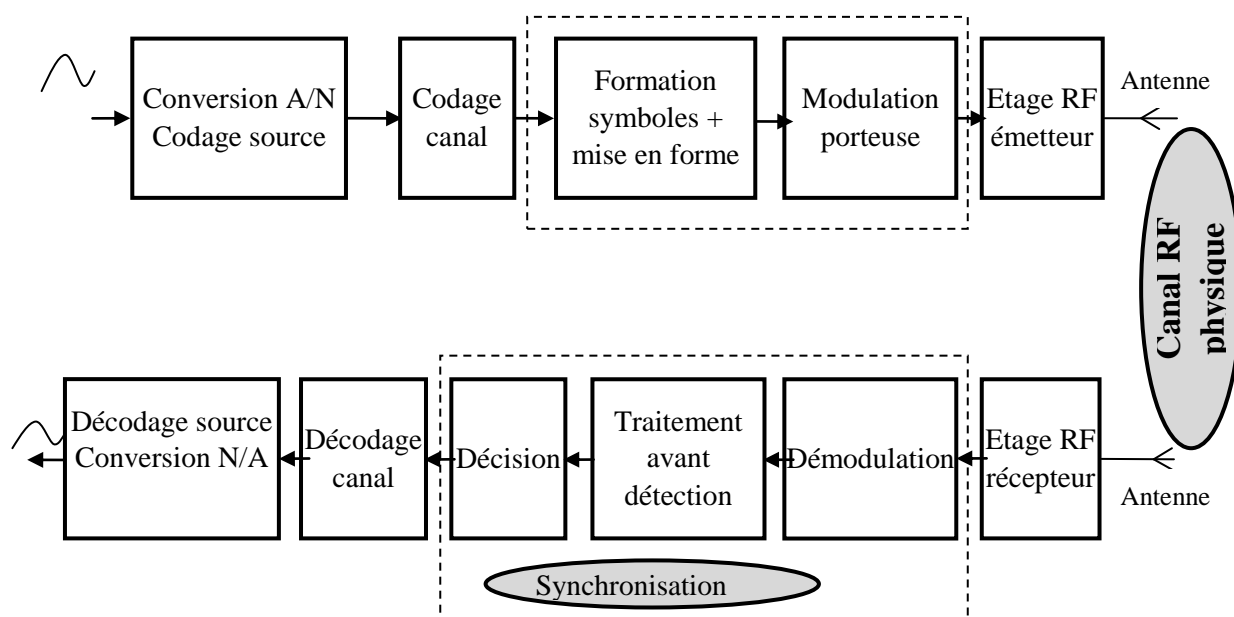 Conversion A/N
Codage source
Codage
canal
Formation
symboles +
mise en forme
Modulation
porteuse
Etage RF
émetteur
Antenne
Canal RF
physique
Décodage source
Conversion N/A
Décodage
canal
Décision
Traitement
avant
détection
Démodulation
Etage RF
récepteur
Antenne
Synchronisation